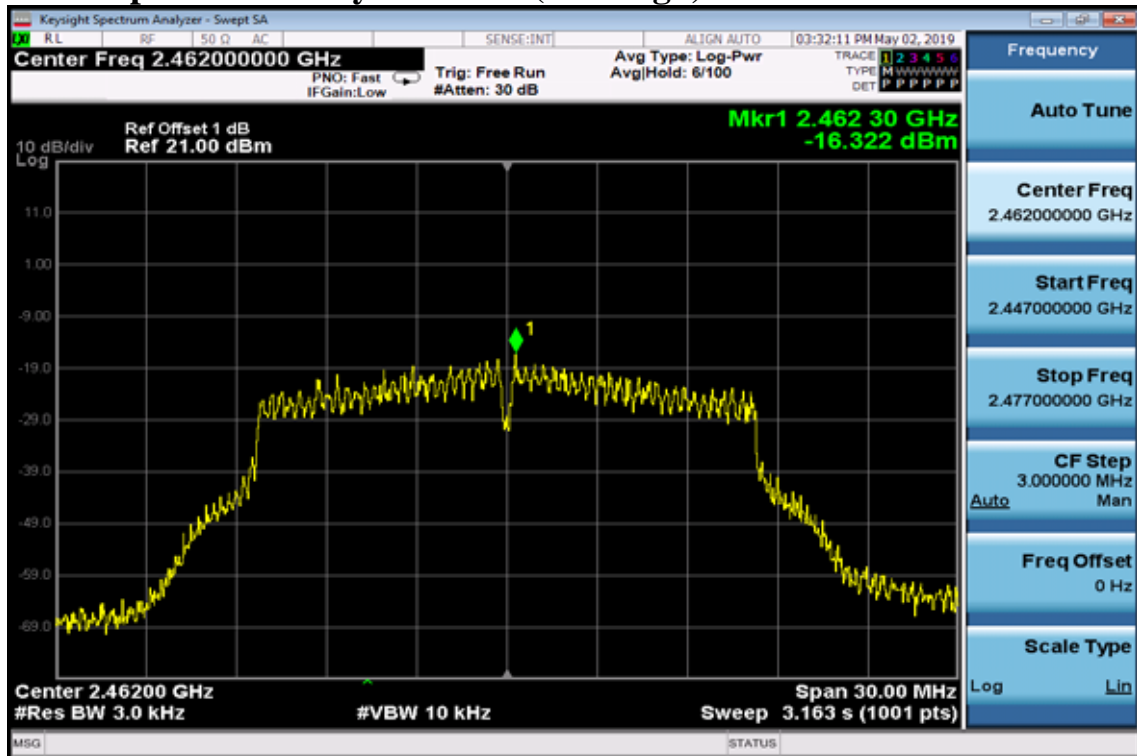 Keysight Spectrum Analyzer - Swept SA
RL RF 50 Ω AC SENSE:INT ALIGN AUTO 03:32:11 PM May 02, 2019
Center Freq 2.462000000 GHz
PNO: Fast
IFGain:Low
Trig: Free Run
#Atten: 30 dB
Avg Type: Log-Pwr
Avg|Hold: 6/100
TRACE 1 2 3 4 5 6
TYPE M WWWWW
DET P P P P P P
Mkr1 2.462 30 GHz
-16.322 dBm
Ref Offset 1 dB
10 dB/div Ref 21.00 dBm
Log
11.0
1.00
-9.00
-19.0
-29.0
-39.0
-49.0
-59.0
-69.0
1
Center 2.46200 GHz Span 30.00 MHz
#Res BW 3.0 kHz #VBW 10 kHz Sweep 3.163 s (1001 pts)
MSG STATUS
Frequency
Auto Tune
Center Freq
2.462000000 GHz
Start Freq
2.447000000 GHz
Stop Freq
2.477000000 GHz
CF Step
3.000000 MHz
Auto Man
Freq Offset
0 Hz
Scale Type
Log Lin